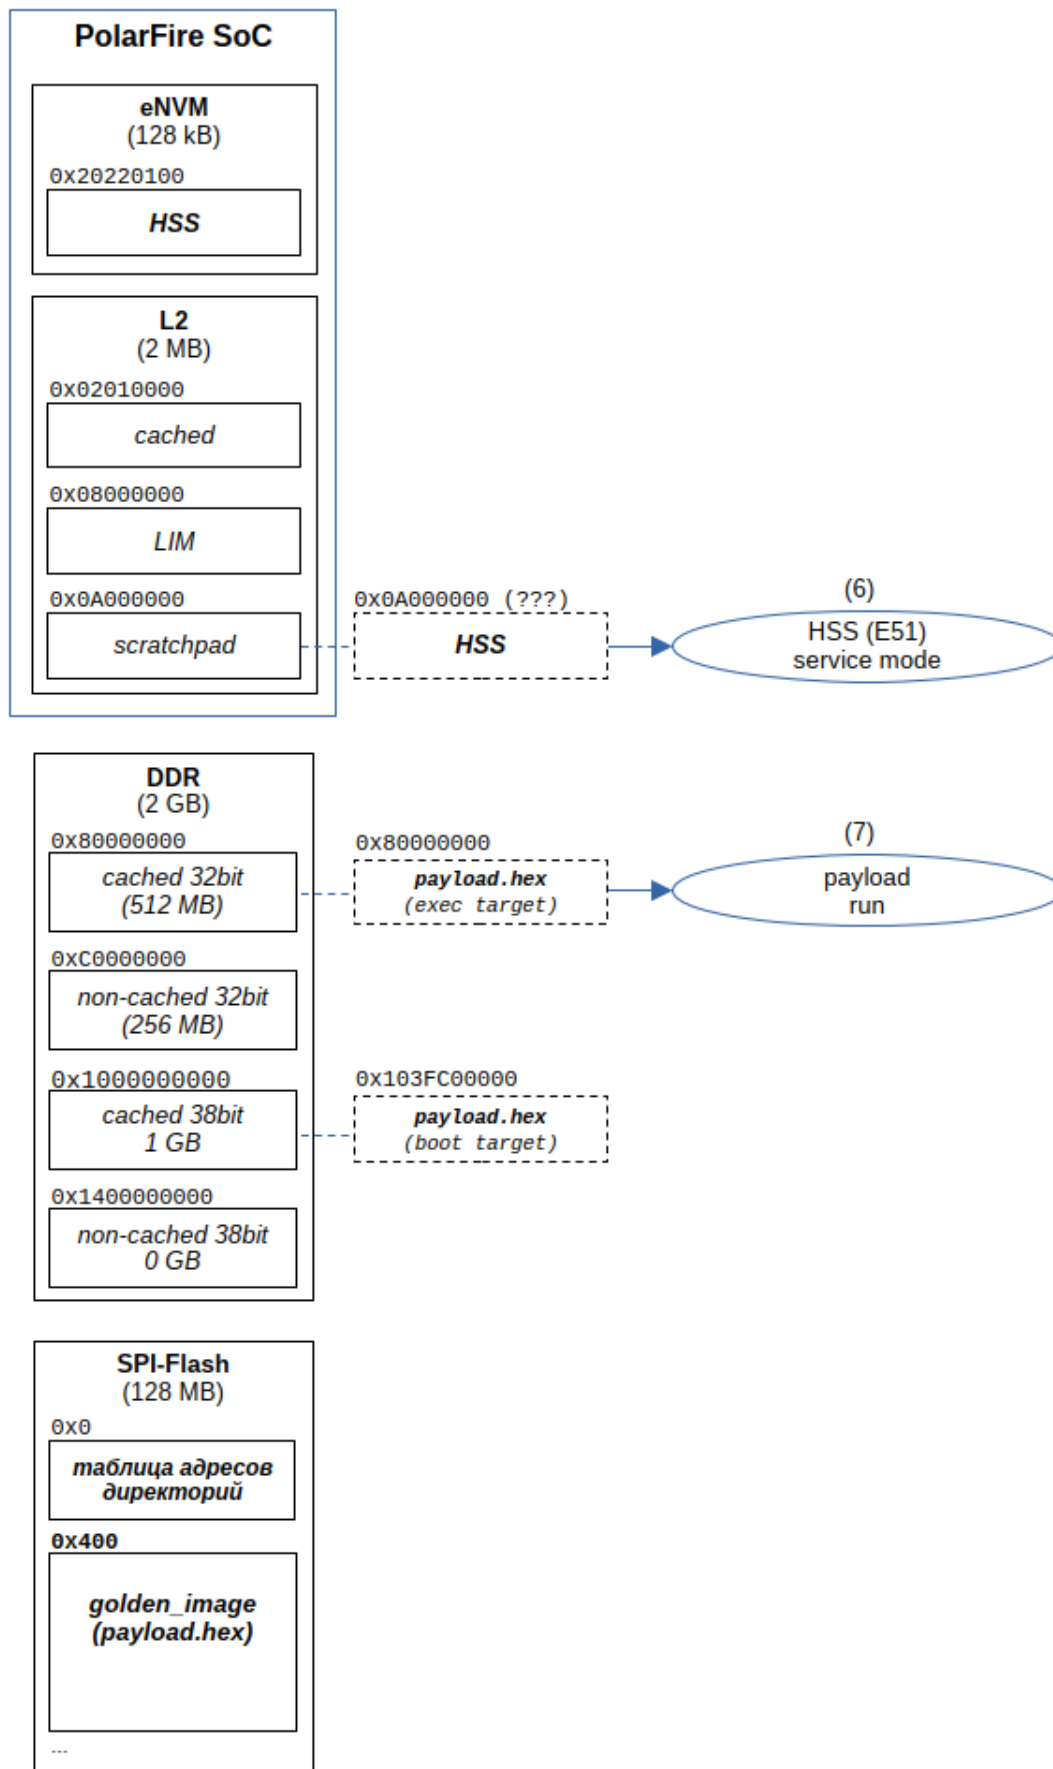 PolarFire SoC
eNVM
(128 kB)
0x20220100
HSS
L2
(2 MB)
0x02010000
cached
0x08000000
LIM
0x0A000000
scratchpad
0x0A000000 (???)
HSS
(6)
HSS (E51)
service mode
DDR
(2 GB)
0x80000000
cached 32bit
(512 MB)
0x80000000
payload.hex
(exec target)
(7)
payload
run
0xC0000000
non-cached 32bit
(256 MB)
0x1000000000
cached 38bit
1 GB
0x103FC00000
payload.hex
(boot target)
0x1400000000
non-cached 38bit
0 GB
SPI-Flash
(128 MB)
0x0
таблица адресов
директорий
0x400
golden_image
(payload.hex)
...